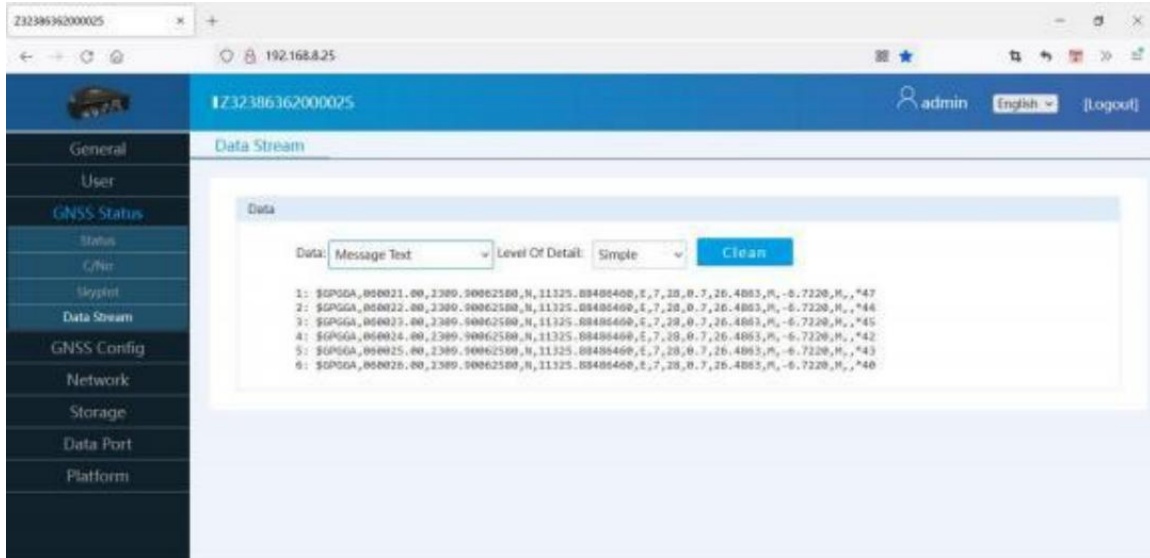 Z32386362000025
192.168.8.25
Z32386362000025
admin
English
[Logout]
General
User
GNSS Status
Status
C/Nr
Skyplot
Data Stream
GNSS Config
Network
Storage
Data Port
Platform
Data Stream
Data
Data: Message Text Level Of Detail: Simple Clean
1: $GPGGA,060021.00,2309.90062580,N,11325.88486460,E,7,28,0.7,26.4863,M,-6.7220,M,,*47
2: $GPGGA,060022.00,2309.90062580,N,11325.88486460,E,7,28,0.7,26.4863,M,-6.7220,M,,*44
3: $GPGGA,060023.00,2309.90062580,N,11325.88486460,E,7,28,0.7,26.4863,M,-6.7220,M,,*45
4: $GPGGA,060024.00,2309.90062580,N,11325.88486460,E,7,28,0.7,26.4863,M,-6.7220,M,,*42
5: $GPGGA,060025.00,2309.90062580,N,11325.88486460,E,7,28,0.7,26.4863,M,-6.7220,M,,*43
6: $GPGGA,060026.00,2309.90062580,N,11325.88486460,E,7,28,0.7,26.4863,M,-6.7220,M,,*40